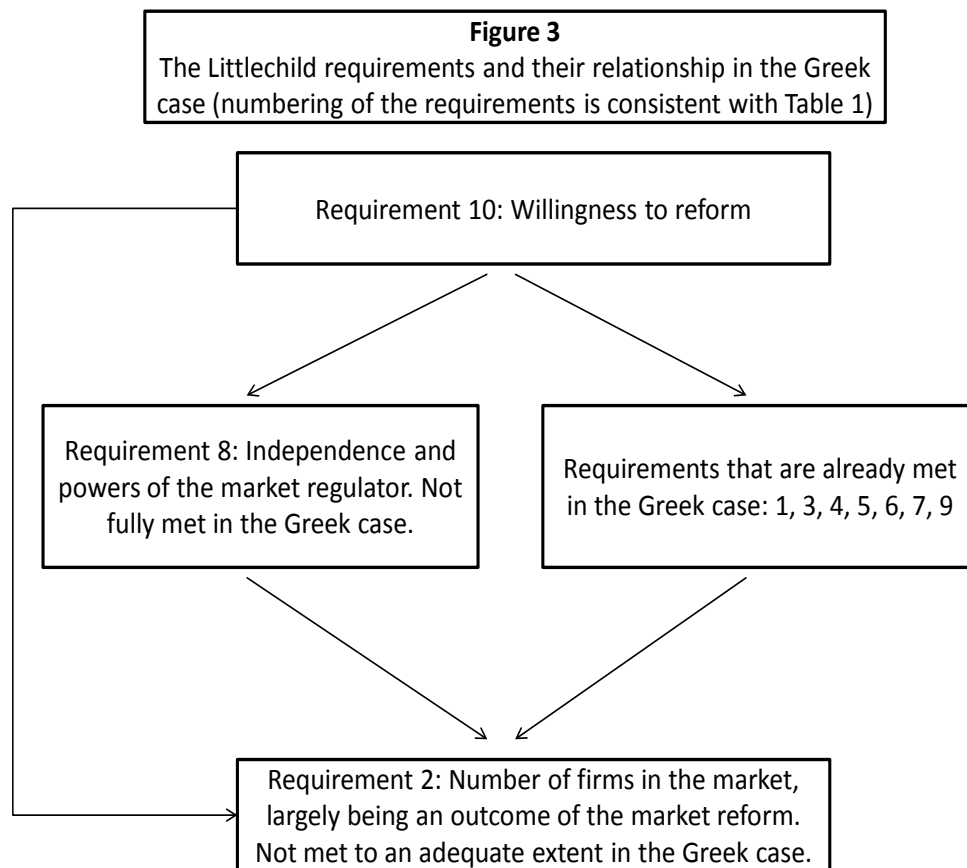 Figure 3
The Littlechild requirements and their relationship in the Greek
case (numbering of the requirements is consistent with Table 1)
Requirement 10: Willingness to reform
Requirement 8: Independence and
powers of the market regulator. Not
fully met in the Greek case.
Requirements that are already met
in the Greek case: 1, 3, 4, 5, 6, 7, 9
Requirement 2: Number of firms in the market,
largely being an outcome of the market reform.
Not met to an adequate extent in the Greek case.